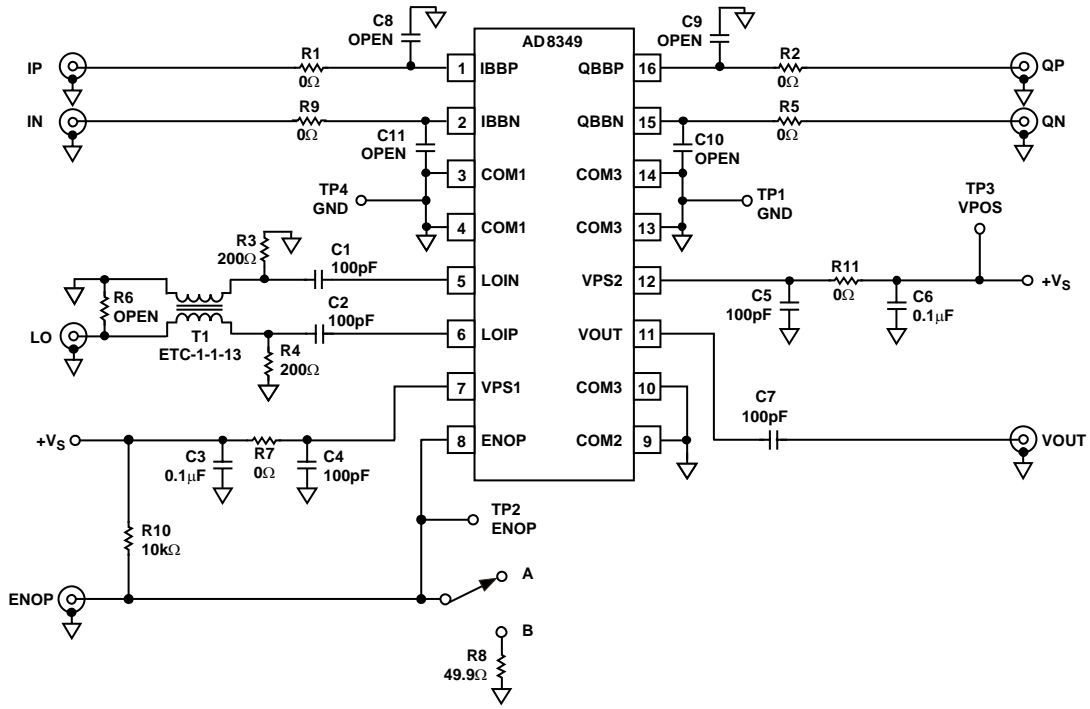 C8
OPEN
C9
OPEN
AD8349
IP
R1
0Ω
1
IBBP
QBBP
16
R2
0Ω
QP
IN
R9
0Ω
2
IBBN
QBBN
15
R5
0Ω
QN
C11
OPEN
C10
OPEN
3
COM1
COM3
14
TP4
GND
TP1
GND
TP3
VPOS
4
COM1
COM3
13
R3
200Ω
C1
100pF
5
LOIN
VPS2
12
R11
0Ω
+VS
C5
100pF
C6
0.1μF
R6
OPEN
C2
100pF
LO
T1
ETC-1-1-13
6
LOIP
VOUT
11
R4
200Ω
7
VPS1
COM3
10
C7
100pF
+VS
8
ENOP
COM2
9
VOUT
C3
0.1μF
R7
0Ω
C4
100pF
TP2
ENOP
R10
10kΩ
A
ENOP
B
R8
49.9Ω